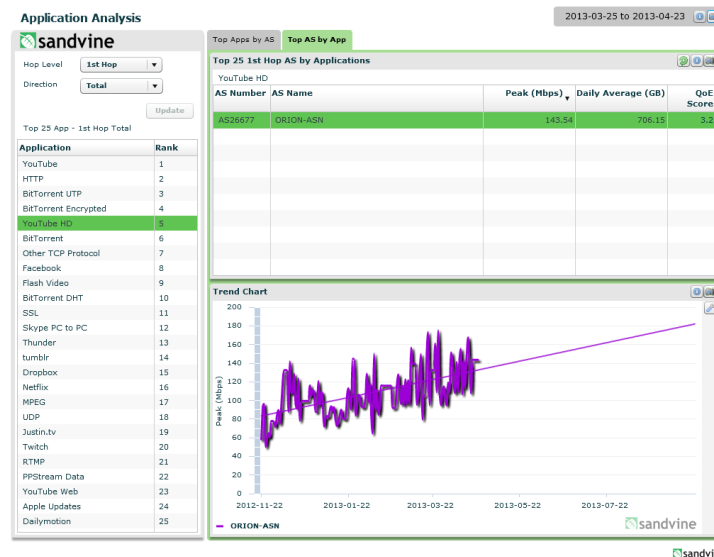 Application Analysis
2013-03-25 to 2013-04-23
sandvine
Hop Level 1st Hop
Direction Total
Update
Top 25 App - 1st Hop Total
Application Rank
YouTube 1
HTTP 2
BitTorrent UTP 3
BitTorrent Encrypted 4
YouTube HD 5
BitTorrent 6
Other TCP Protocol 7
Facebook 8
Flash Video 9
BitTorrent DHT 10
SSL 11
Skype PC to PC 12
Thunder 13
tumblr 14
Dropbox 15
Netflix 16
MPEG 17
UDP 18
Justin.tv 19
Twitch 20
RTMP 21
PPStream Data 22
YouTube Web 23
Apple Updates 24
Dailymotion 25
Top Apps by AS Top AS by App
Top 25 1st Hop AS by Applications
YouTube HD
AS Number AS Name Peak (Mbps) Daily Average (GB) QoE Score
AS26677 ORION-ASN 143.54 706.15 3.2
Trend Chart
Peak (Mbps)
200
180
160
140
120
100
80
60
40
20
0
2012-11-22 2013-01-22 2013-03-22 2013-05-22 2013-07-22
ORION-ASN
sandvine
sandvi